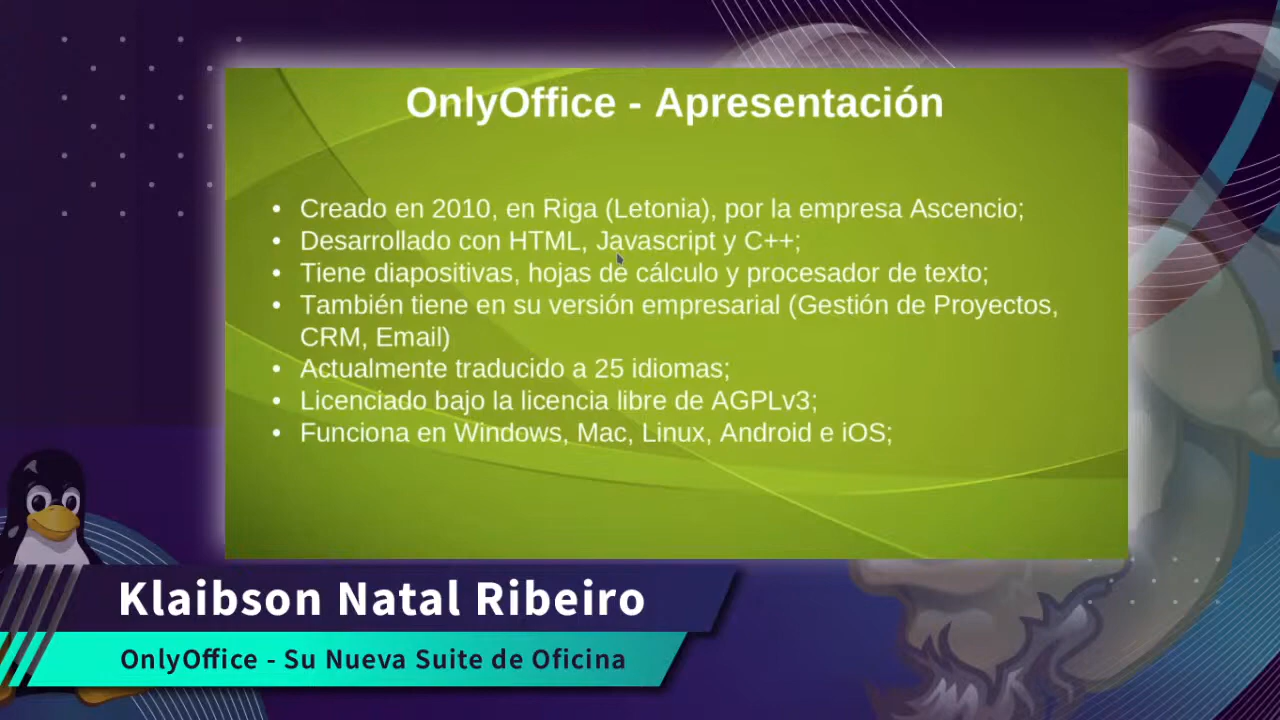 OnlyOffice - Apresentación
• Creado en 2010, en Riga (Letonia), por la empresa Ascencio;
• Desarrollado con HTML, Javascript y C++;
• Tiene diapositivas, hojas de cálculo y procesador de texto;
• También tiene en su versión empresarial (Gestión de Proyectos,
CRM, Email)
• Actualmente traducido a 25 idiomas;
• Licenciado bajo la licencia libre de AGPLv3;
• Funciona en Windows, Mac, Linux, Android e iOS;
Klaibson Natal Ribeiro
OnlyOffice - Su Nueva Suite de Oficina